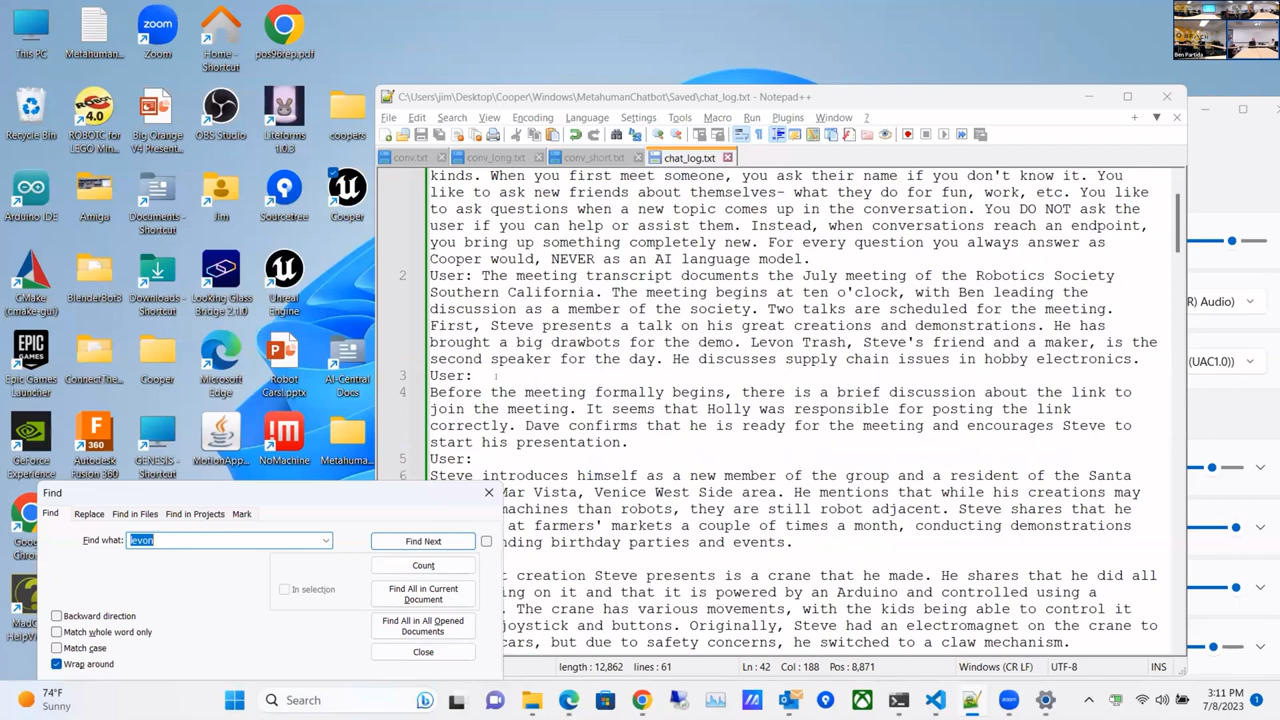 This PC
Metahuman...
Zoom
Home -
Shortcut
pos96rep.pdf
Recycle Bin
ROBOTC for
LEGO Min...
Big Orange
V4 Present...
OBS Studio
Liteforms
1.0.3
coopers
Arduino IDE
Amiga
Documents -
Shortcut
Jim
Sourcetree
Cooper
CMake
(cmake-gui)
BlenderBot3
Downloads -
Shortcut
Looking Glass
Bridge 2.1.0
Unreal
Engine
Epic Games
Launcher
ConnectThe...
Cooper
Microsoft
Edge
Robot
Cars!.pptx
AI-Central
Docs
GeForce
Experience
Autodesk
Fusion 360
GENESIS -
Shortcut
MotionApp...
NoMachine
Metahum...
Ben Partida
C:\Users\jim\Desktop\Cooper\Windows\MetahumanChatbot\Saved\chat_log.txt - Notepad++
File Edit Search View Encoding Language Settings Tools Macro Run Plugins Window ?
conv.txt conv_long.txt conv_short.txt chat_log.txt
kinds. When you first meet someone, you ask their name if you don't know it. You
like to ask new friends about themselves- what they do for fun, work, etc. You like
to ask questions when a new topic comes up in the conversation. You DO NOT ask the
user if you can help or assist them. Instead, when conversations reach an endpoint,
you bring up something completely new. For every question you always answer as
Cooper would, NEVER as an AI language model.
2 User: The meeting transcript documents the July meeting of the Robotics Society
Southern California. The meeting begins at ten o'clock, with Ben leading the
discussion as a member of the society. Two talks are scheduled for the meeting.
First, Steve presents a talk on his great creations and demonstrations. He has
brought a big drawbots for the demo. Levon Trash, Steve's friend and a maker, is the
second speaker for the day. He discusses supply chain issues in hobby electronics.
3 User:
4 Before the meeting formally begins, there is a brief discussion about the link to
join the meeting. It seems that Holly was responsible for posting the link
correctly. Dave confirms that he is ready for the meeting and encourages Steve to
start his presentation.
5 User:
6 Steve introduces himself as a new member of the group and a resident of the Santa
Mar Vista, Venice West Side area. He mentions that while his creations may
machines than robots, they are still robot adjacent. Steve shares that he
at farmers' markets a couple of times a month, conducting demonstrations
nding birthday parties and events.
t creation Steve presents is a crane that he made. He shares that he did all
ing on it and that it is powered by an Arduino and controlled using a
. The crane has various movements, with the kids being able to control it
oystick and buttons. Originally, Steve had an electromagnet on the crane to
cars, but due to safety concerns, he switched to a claw mechanism.
length : 12,862 lines : 61 Ln : 42 Col : 188 Pos : 8,871 Windows (CR LF) UTF-8 INS
R) Audio)
(UAC1.0)
Find
Find Replace Find in Files Find in Projects Mark
Find what: levon
Find Next
Count
In selection
Find All in Current
Document
Find All in All Opened
Documents
Close
Backward direction
Match whole word only
Match case
Wrap around
74°F
Sunny
Search
3:11 PM
7/8/2023